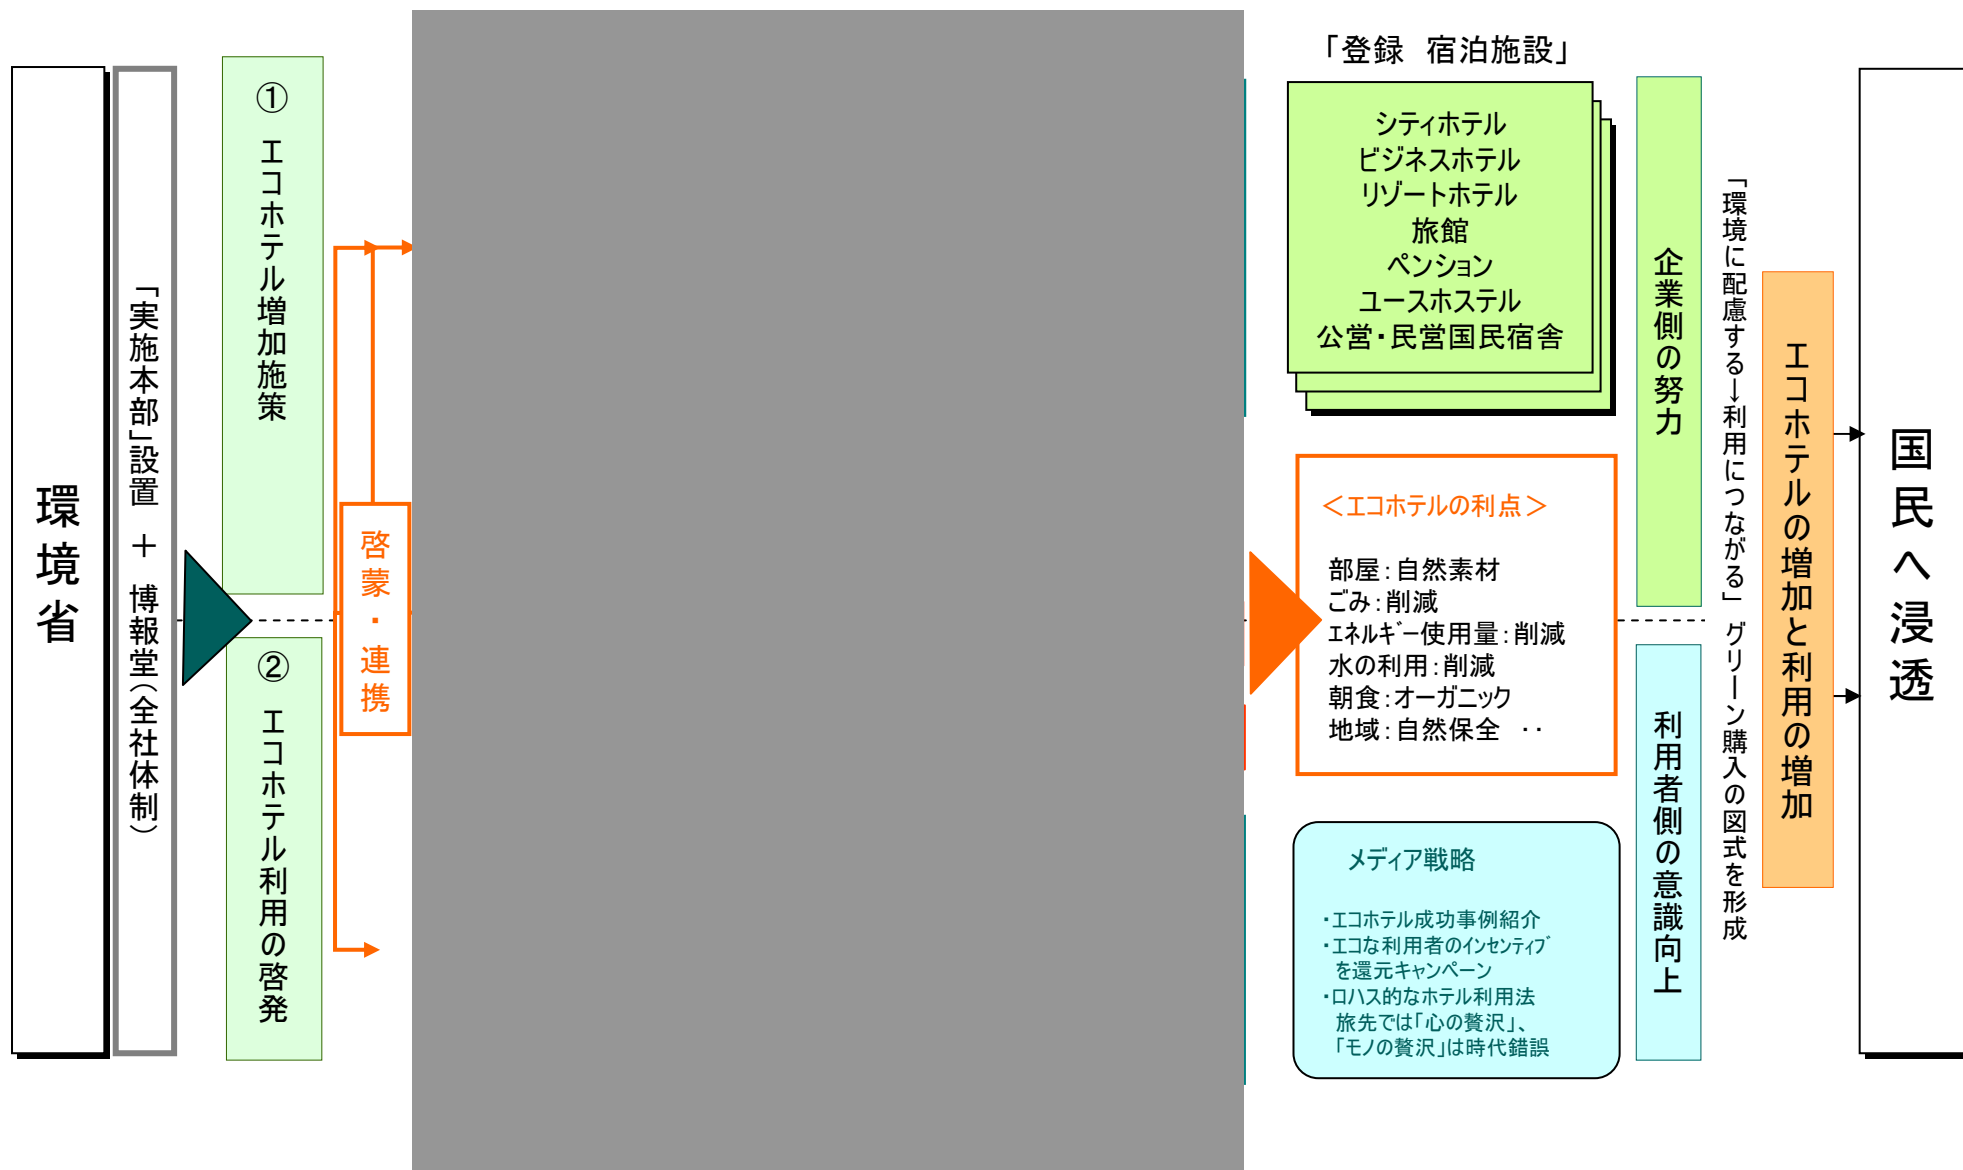 環境省
「実施本部」設置　＋　博報堂（全社体制）
① エコホテル増加施策
② エコホテル利用の啓発
啓蒙・連携
「登録　宿泊施設」
シティホテル
ビジネスホテル
リゾートホテル
旅館
ペンション
ユースホステル
公営・民営国民宿舎
＜エコホテルの利点＞
部屋：自然素材
ごみ：削減
エネルギー使用量：削減
水の利用：削減
朝食：オーガニック
地域：自然保全　・・
メディア戦略
・エコホテル成功事例紹介
・エコな利用者のインセンティブ
を還元キャンペーン
・ロハス的なホテル利用法
旅先では「心の贅沢」、
「モノの贅沢」は時代錯誤
企業側の努力
利用者側の意識向上
「環境に配慮する→利用につながる」グリーン購入の図式を形成
エコホテルの増加と利用の増加
国民へ浸透